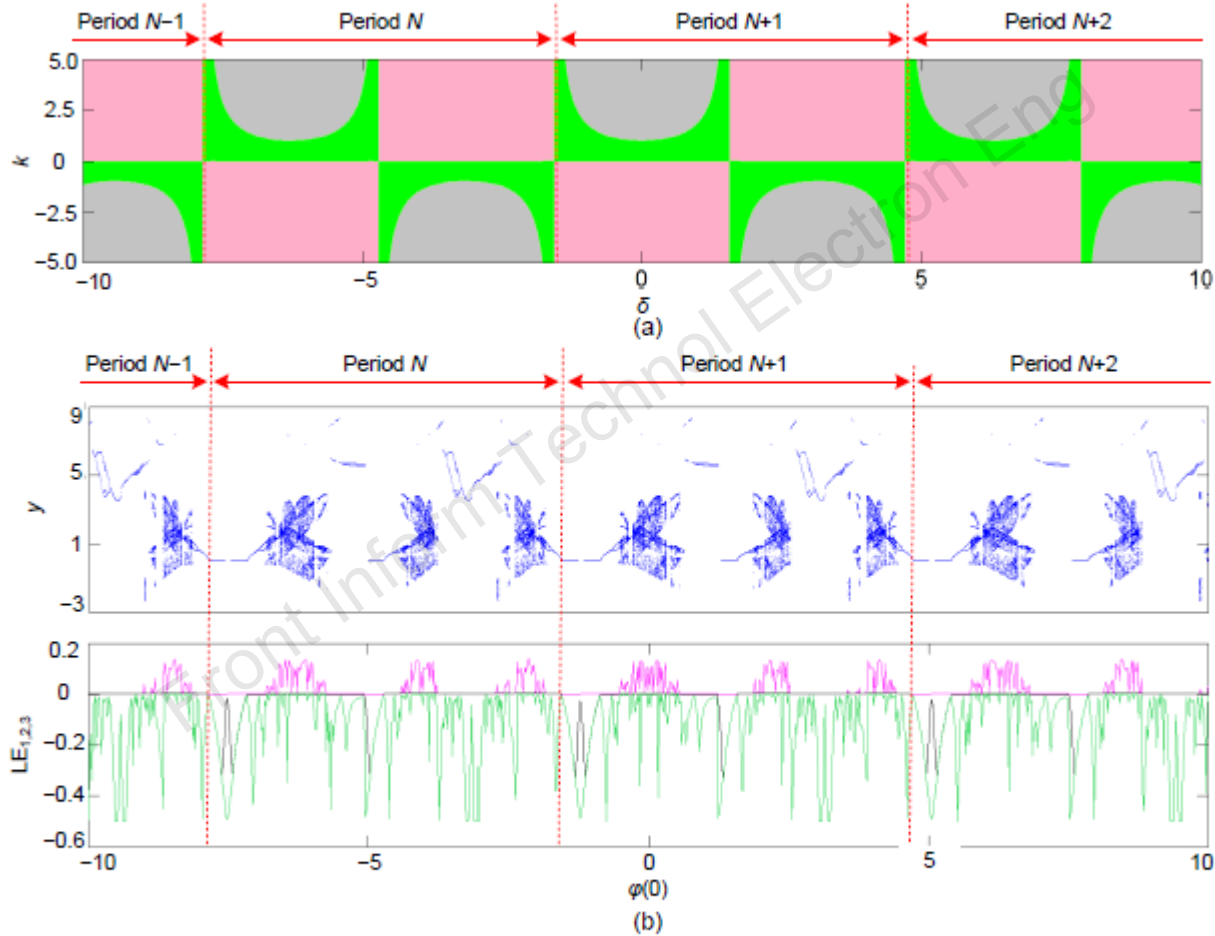 Period N−1 Period N Period N+1 Period N+2
5.0
2.5
0
−2.5
−5.0
k
−10 −5 0 5 10
δ
(a)
Period N−1 Period N Period N+1 Period N+2
9
5
1
−3
y
0.2
0
−0.2
−0.4
−0.6
LE1,2,3
−10 −5 0 5 10
φ(0)
(b)
Front Inform Technol Electron Eng